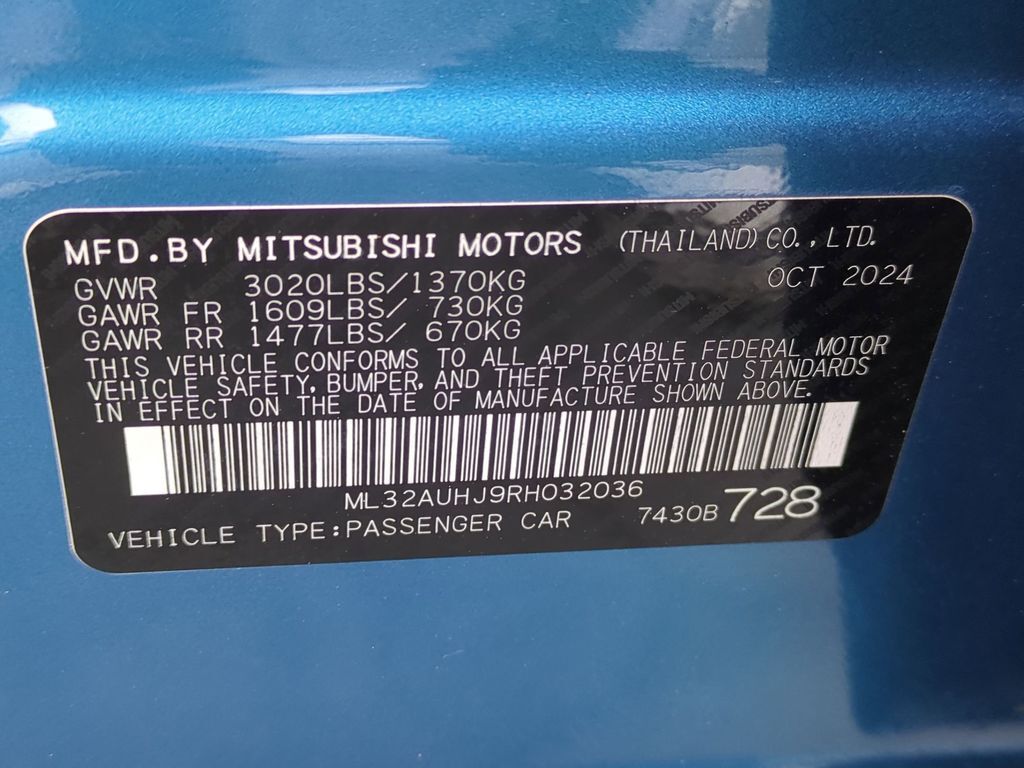 MFD.BY MITSUBISHI MOTORS (THAILAND) CO.,LTD.
GVWR 3020LBS/1370KG OCT 2024
GAWR FR 1609LBS/ 730KG
GAWR RR 1477LBS/ 670KG
THIS VEHICLE CONFORMS TO ALL APPLICABLE FEDERAL MOTOR
VEHICLE SAFETY, BUMPER, AND THEFT PREVENTION STANDARDS
IN EFFECT ON THE DATE OF MANUFACTURE SHOWN ABOVE.
ML32AUHJ9RH032036
VEHICLE TYPE:PASSENGER CAR 7430B 728